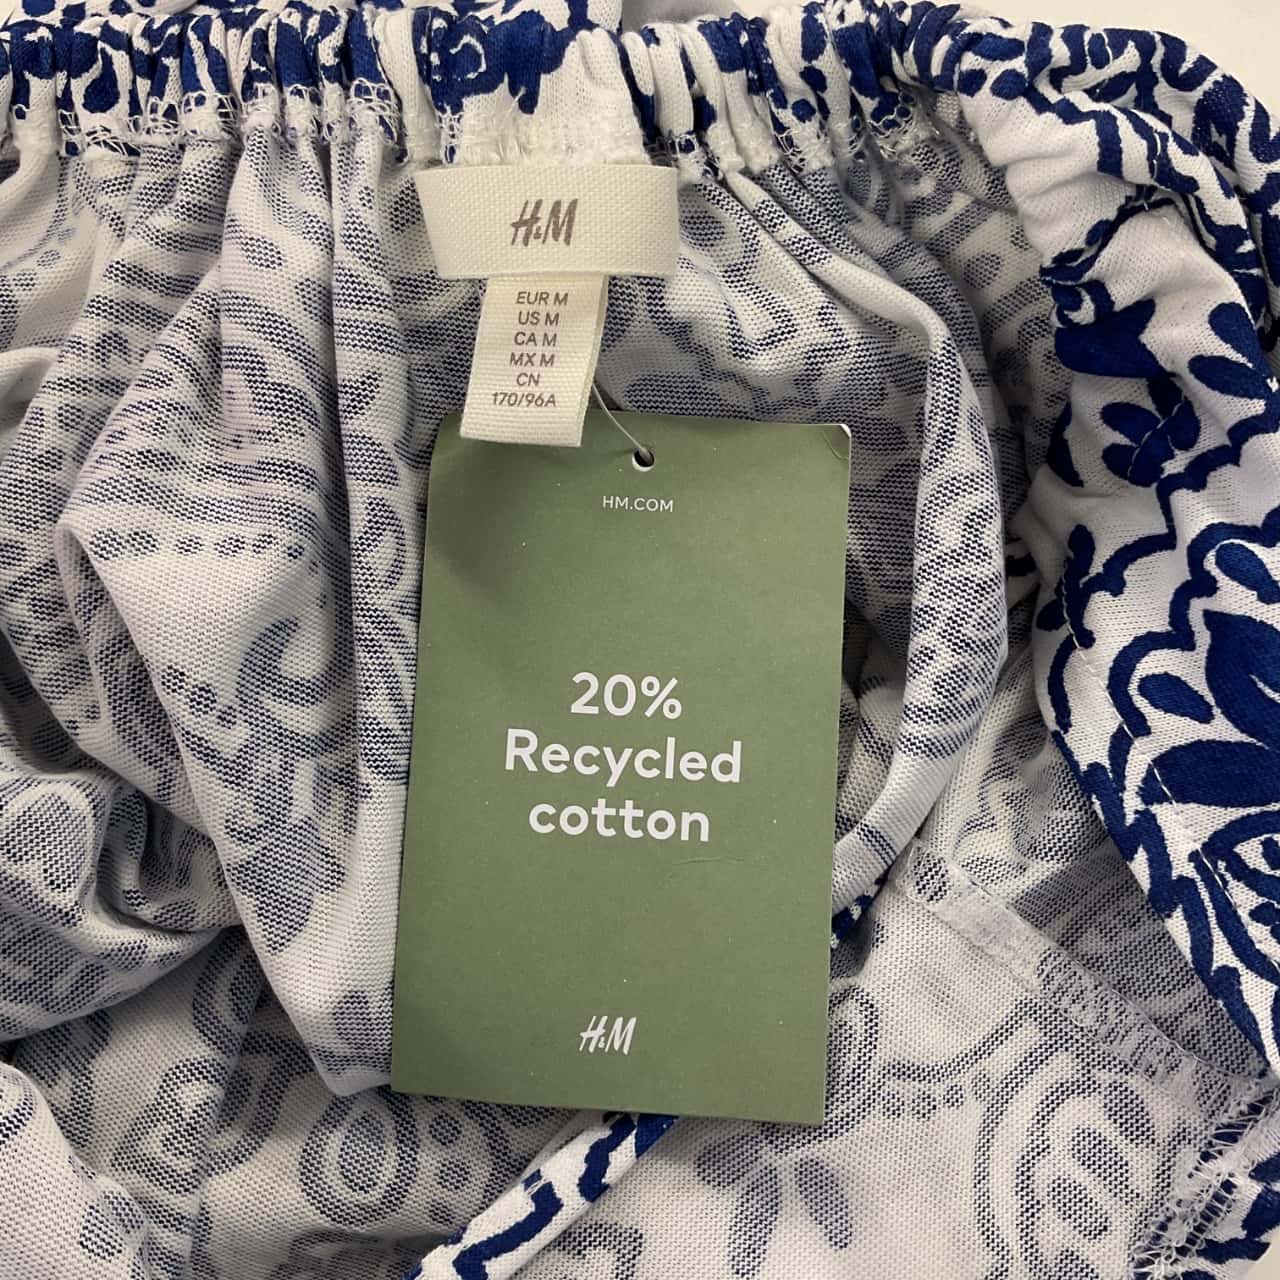 H&M
EUR M
US M
CA M
MX M
CN
170/96A
HM.COM
20%
Recycled
cotton
H&M